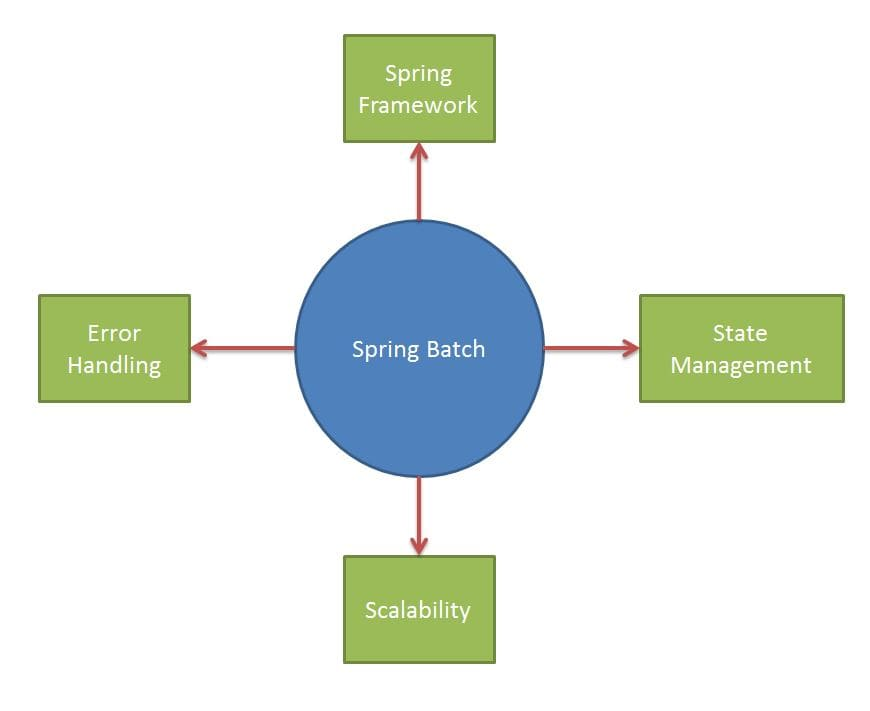 Spring
Framework
Error
Handling
Spring Batch
State
Management
Scalability